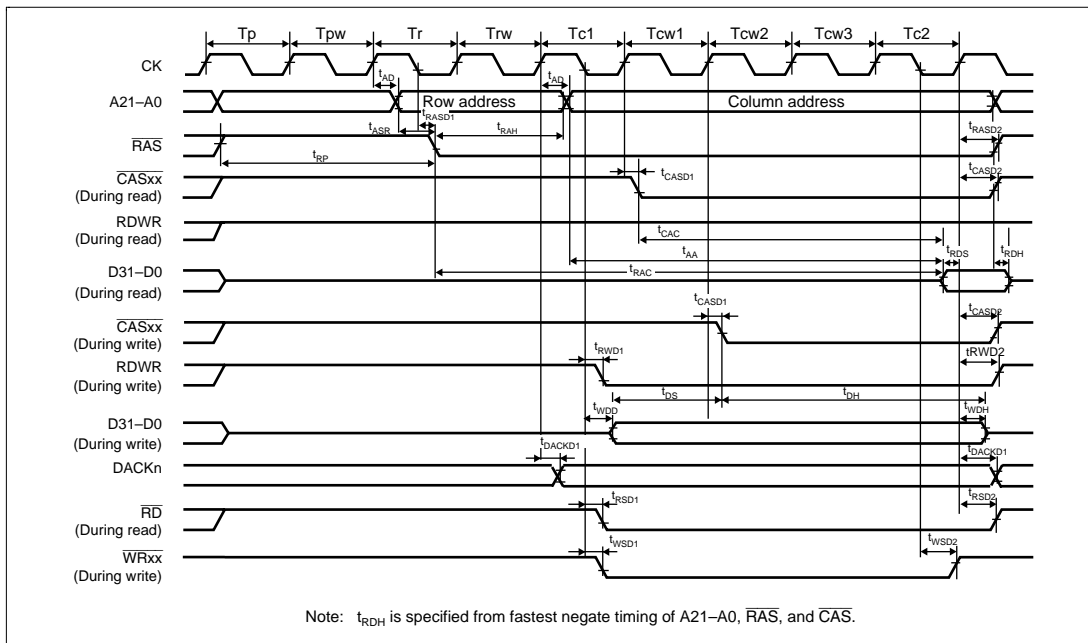 Tp Tpw Tr Trw Tc1 Tcw1 Tcw2 Tcw3 Tc2
CK
tAD tAD
A21–A0 Row address Column address
tRASD1
tASR tRAH tRASD2
RAS
tRP
CASxx tCASD1 tCASD2
(During read)
RDWR
(During read) tCAC
tAA tRDS tRDH
D31–D0 tRAC
(During read)
tCASD1
CASxx tCASD2
(During write)
RDWR tRWD1 tRWD2
(During write)
tDS tDH
D31–D0 tWDD tWDH
(During write)
tDACKD1 tDACKD1
DACKn
RD tRSD1 tRSD2
(During read)
WRxx tWSD1 tWSD2
(During write)
Note: tRDH is specified from fastest negate timing of A21–A0, RAS, and CAS.